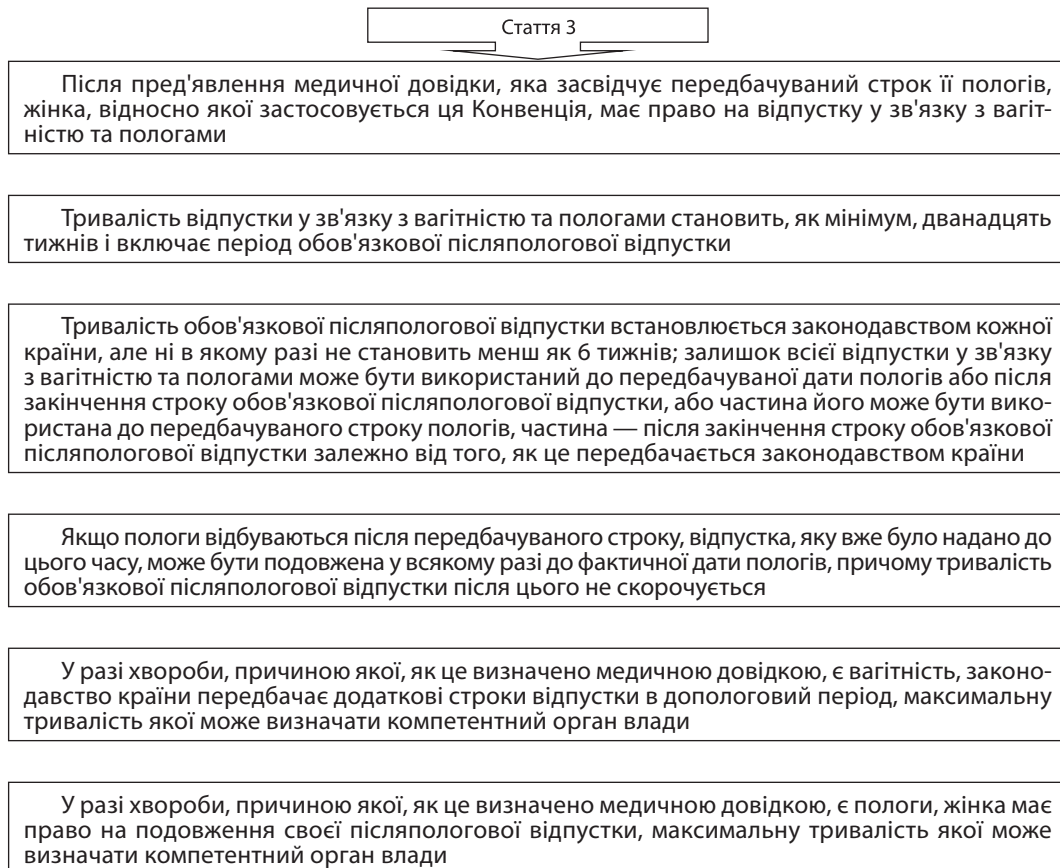 Стаття 3
Після пред'явлення медичної довідки, яка засвідчує передбачуваний строк її пологів,
жінка, відносно якої застосовується ця Конвенція, має право на відпустку у зв'язку з вагіт-
ністю та пологами
Тривалість відпустки у зв'язку з вагітністю та пологами становить, як мінімум, дванадцять
тижнів і включає період обов'язкової післяпологової відпустки
Тривалість обов'язкової післяпологової відпустки встановлюється законодавством кожної
країни, але ні в якому разі не становить менш як 6 тижнів; залишок всієї відпустки у зв'язку
з вагітністю та пологами може бути використаний до передбачуваної дати пологів або після
закінчення строку обов'язкової післяпологової відпустки, або частина його може бути вико-
ристана до передбачуваного строку пологів, частина — після закінчення строку обов'язкової
післяпологової відпустки залежно від того, як це передбачається законодавством країни
Якщо пологи відбуваються після передбачуваного строку, відпустка, яку вже було надано до
цього часу, може бути подовжена у всякому разі до фактичної дати пологів, причому тривалість
обов'язкової післяпологової відпустки після цього не скорочується
У разі хвороби, причиною якої, як це визначено медичною довідкою, є вагітність, законо-
давство країни передбачає додаткові строки відпустки в допологовий період, максимальну
тривалість якої може визначати компетентний орган влади
У разі хвороби, причиною якої, як це визначено медичною довідкою, є пологи, жінка має
право на подовження своєї післяпологової відпустки, максимальну тривалість якої може
визначати компетентний орган влади